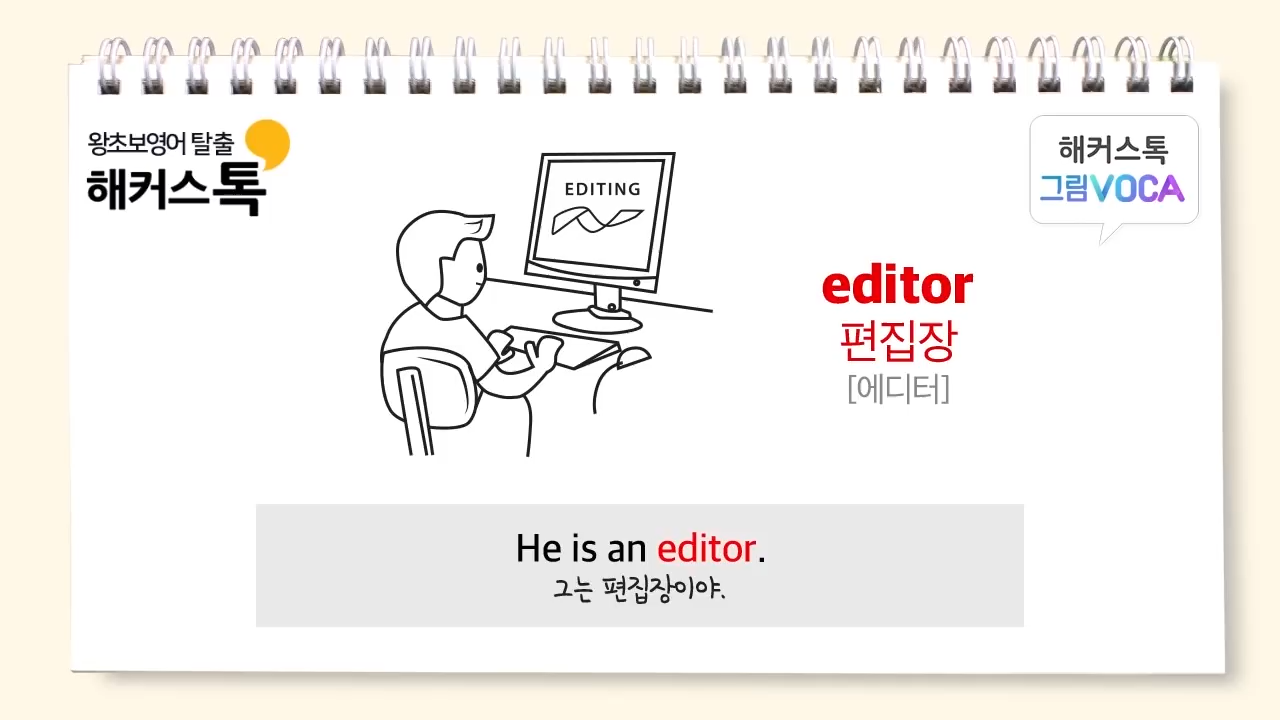 왕초보영어 탈출
해커스톡
해커스톡
그림VOCA
EDITING
editor
편집장
[에디터]
He is an editor.
그는 편집장이야.